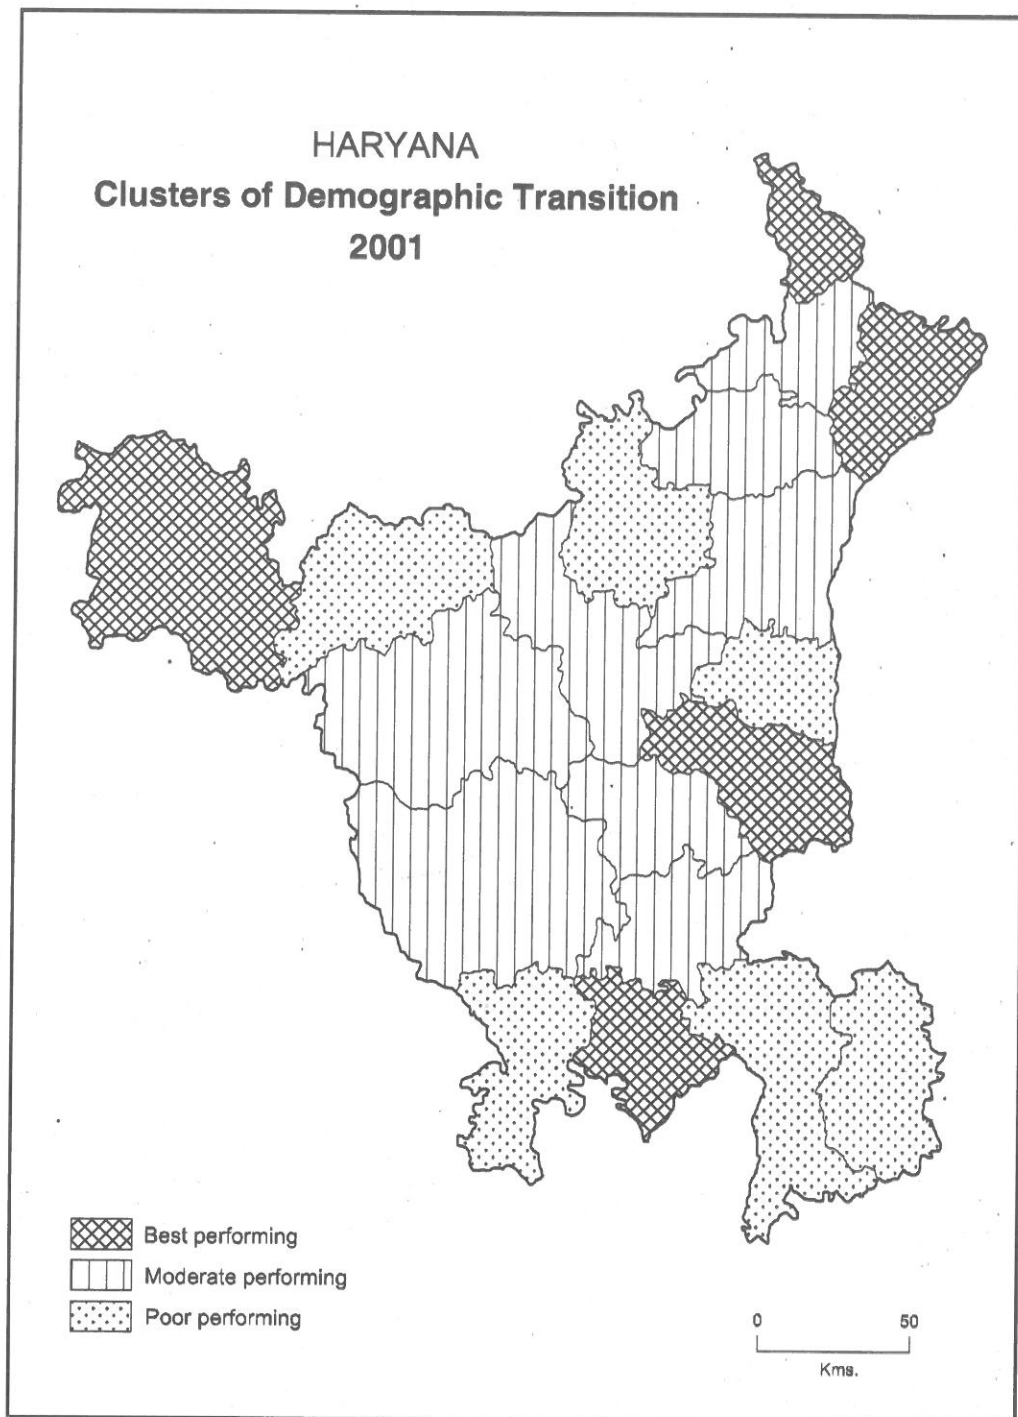 HARYANA
Clusters of Demographic Transition
2001
Best performing
Moderate performing
Poor performing
0 50
Kms.